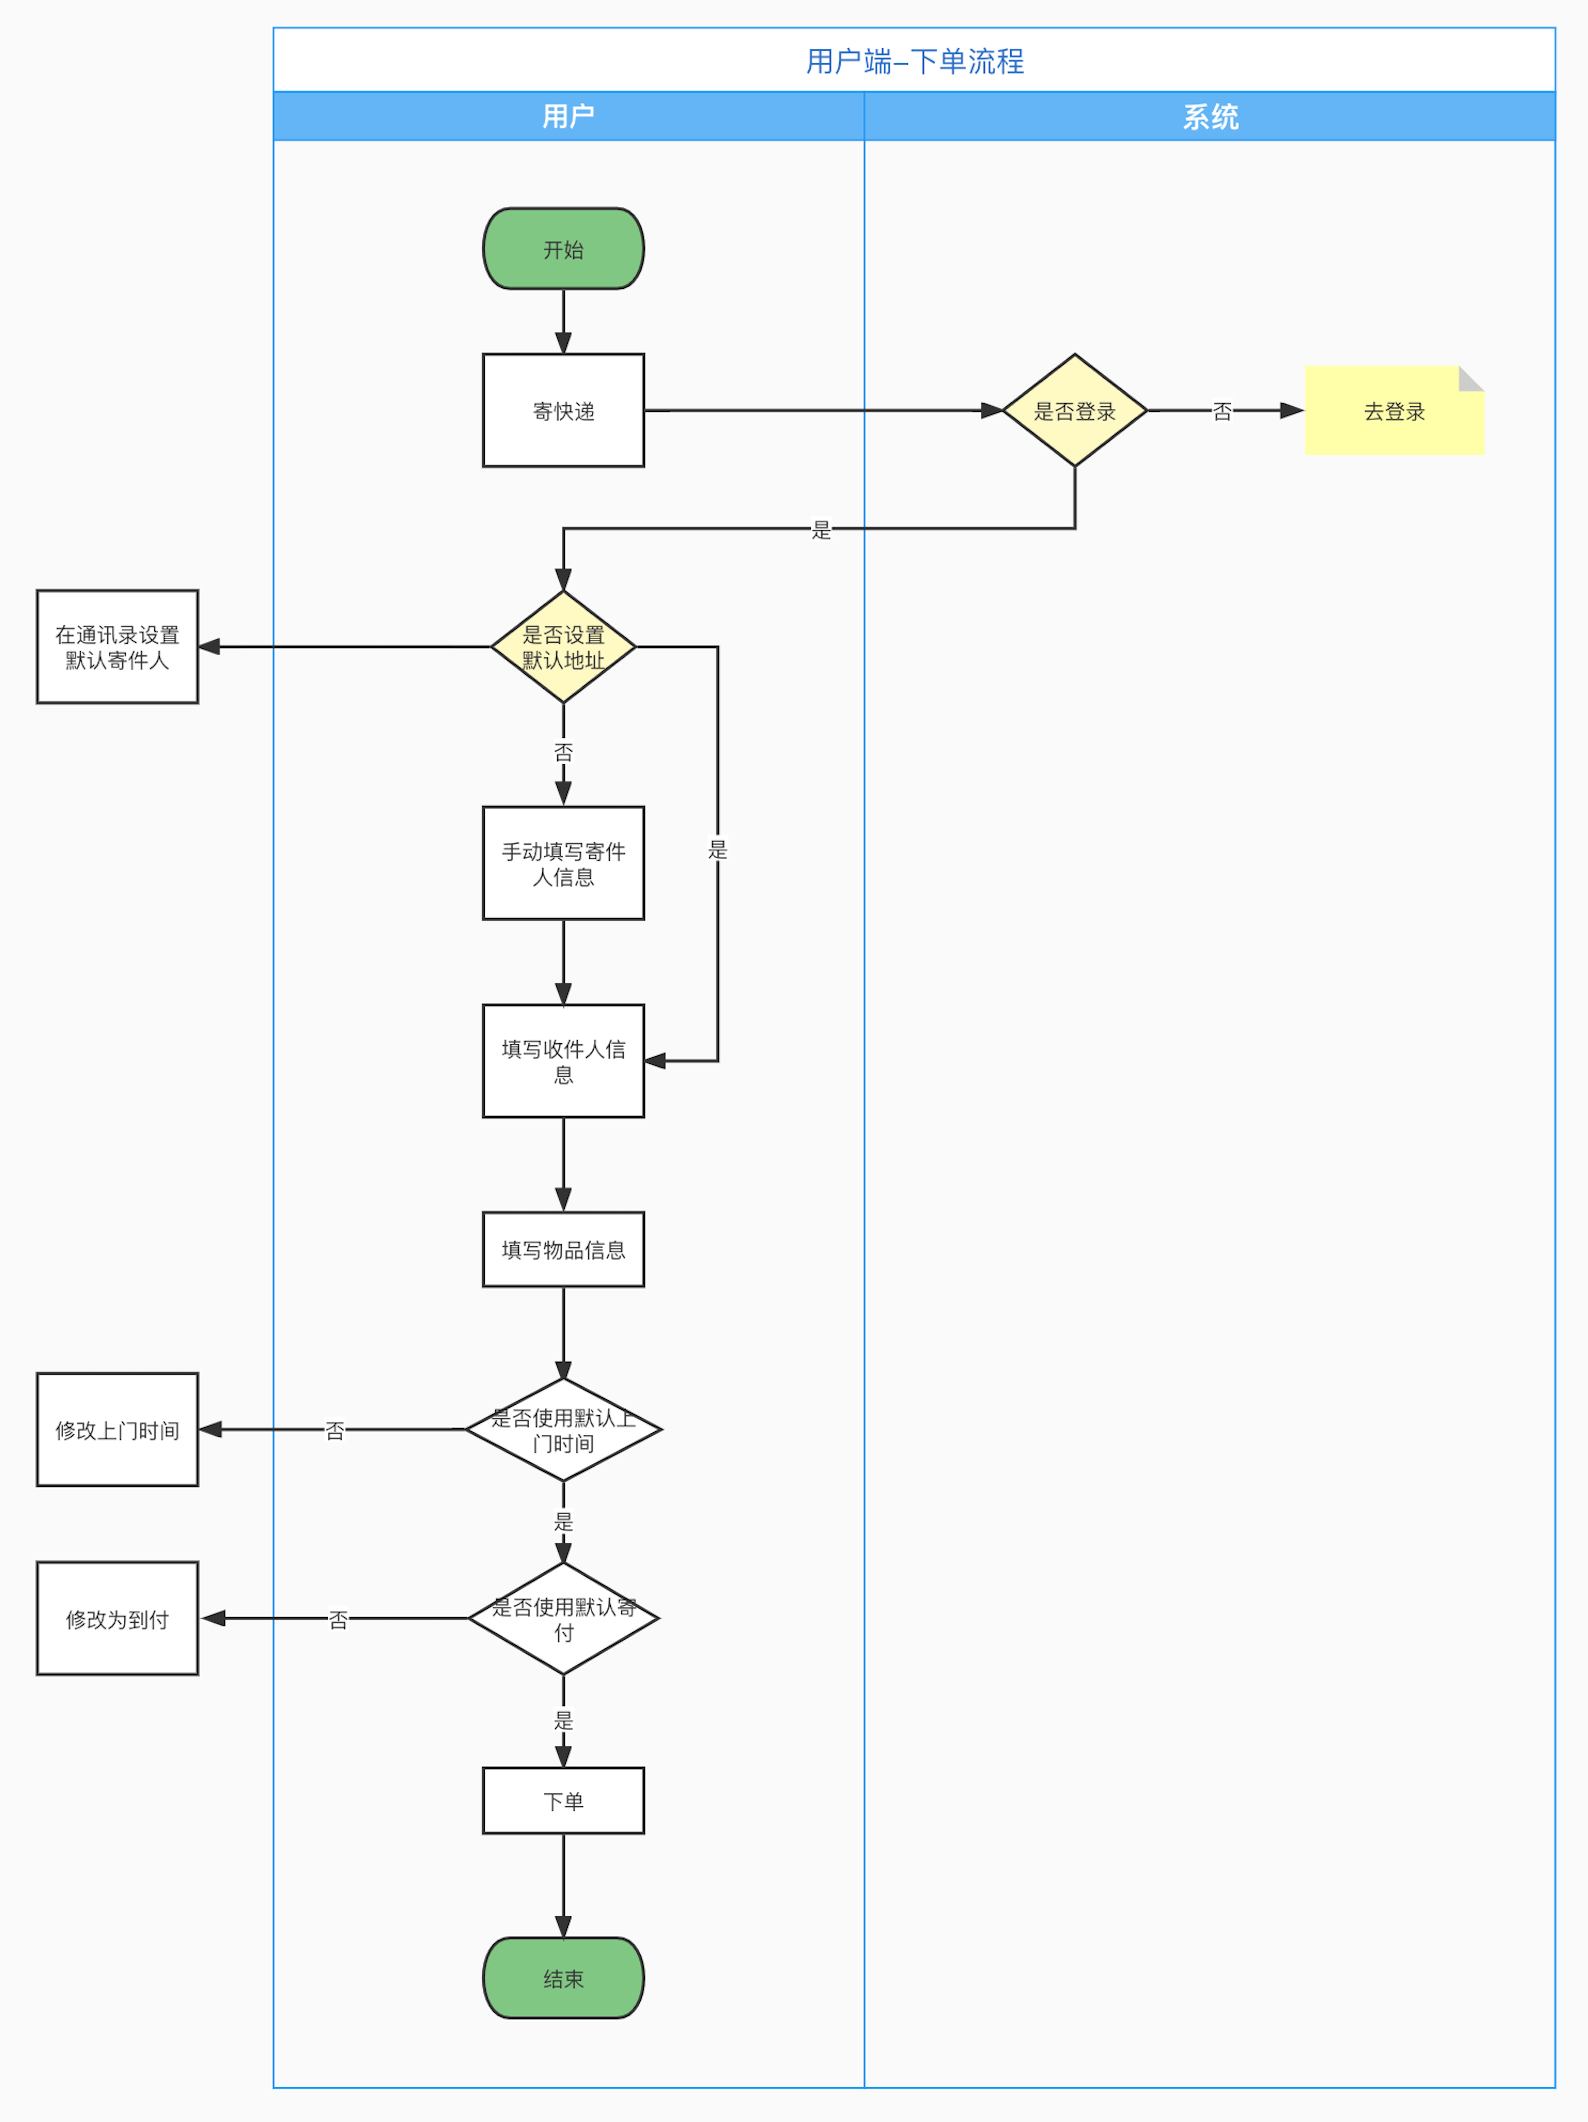 用户端–下单流程
用户
系统
开始
寄快递
是否登录
否
去登录
是
在通讯录设置
默认寄件人
是否设置
默认地址
否
手动填写寄件
人信息
是
填写收件人信
息
填写物品信息
修改上门时间
否
是否使用默认上
门时间
是
修改为到付
否
是否使用默认寄
付
是
下单
结束